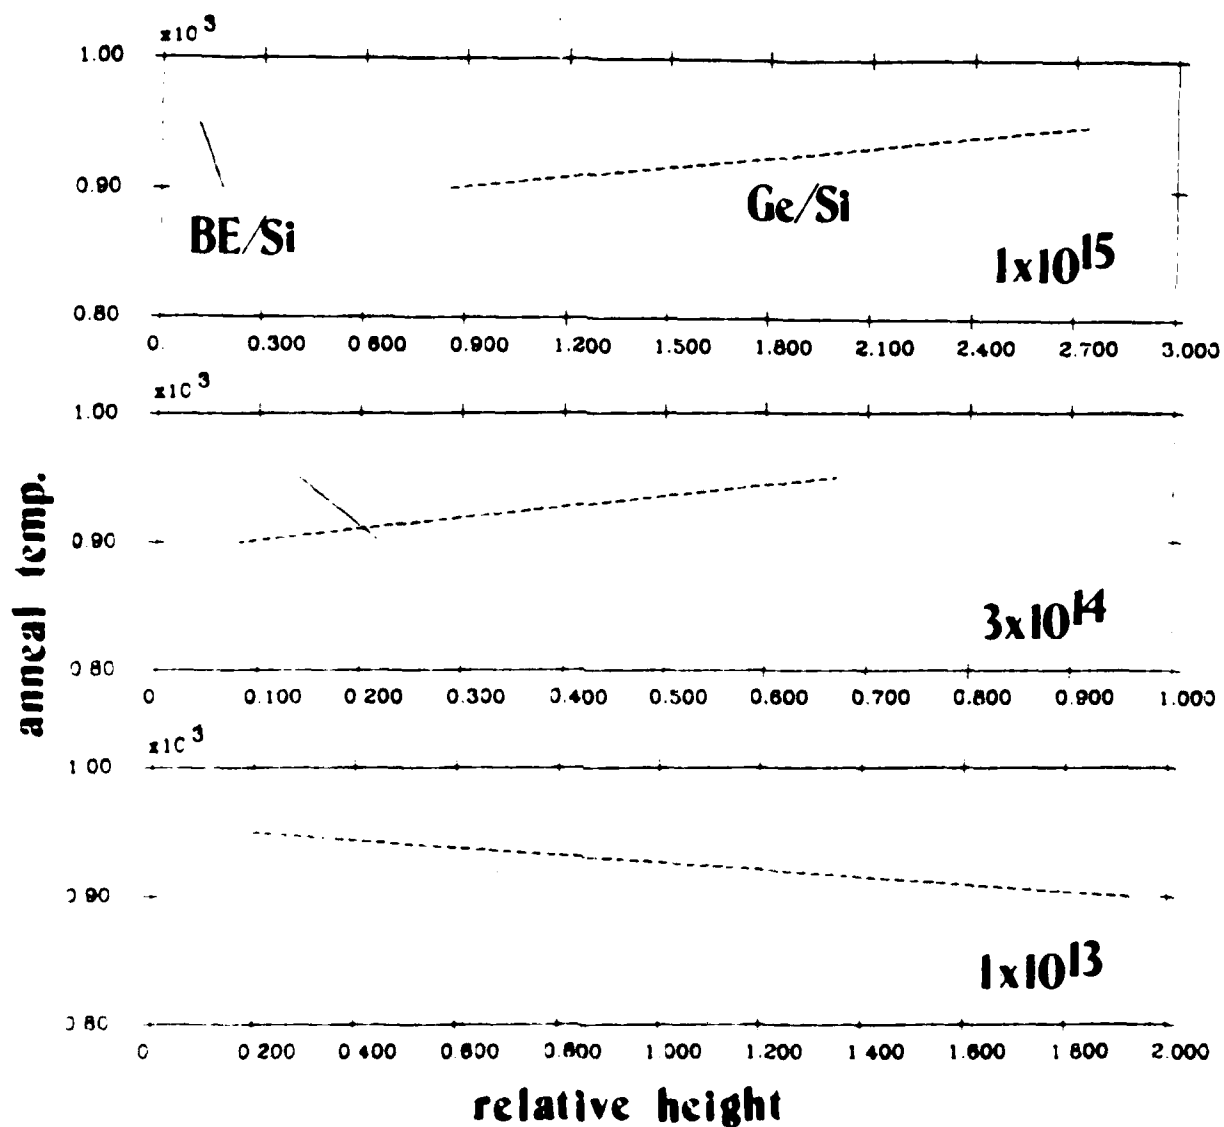 x10 3
1.00
0.90
BE/Si
Ge/Si
1x10 15
0.80
0. 0.300 0.600 0.900 1.200 1.500 1.800 2.100 2.400 2.700 3.000
x10 3
1.00
0.90
3x10 14
0.80
0 0.100 0.200 0.300 0.400 0.500 0.600 0.700 0.800 0.900 1.000
anneal temp.
x10 3
1.00
0.90
1x10 13
0.80
0 0.200 0.400 0.600 0.800 1.000 1.200 1.400 1.600 1.800 2.000
relative height